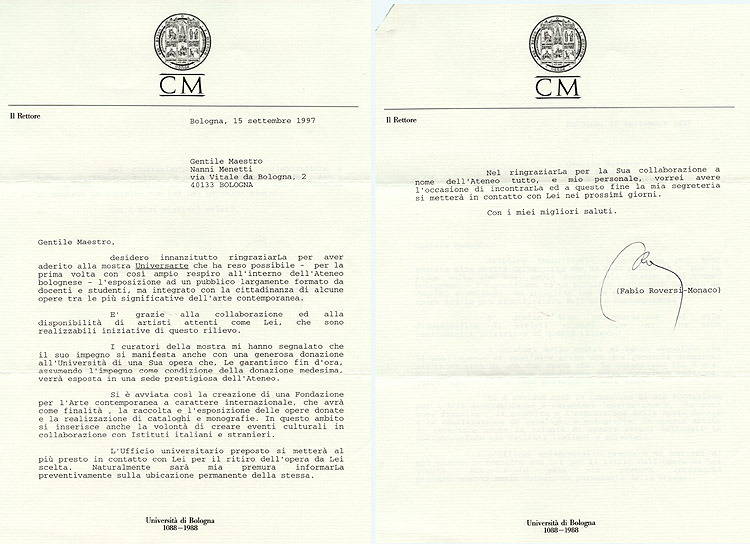 CM
Il Rettore
Bologna, 15 settembre 1997
Gentile Maestro
Nanni Menetti
via Vitale da Bologna, 2
40133 BOLOGNA
Gentile Maestro,
desidero innanzitutto ringraziarLa per aver
aderito alla mostra Universarte che ha reso possibile - per la
prima volta con così ampio respiro all'interno dell'Ateneo
bolognese - l'esposizione ad un pubblico largamente formato da
docenti e studenti, ma integrato con la cittadinanza di alcune
opere tra le più significative dell'arte contemporanea.
E' grazie alla collaborazione ed alla
disponibilità di artisti attenti come Lei, che sono
realizzabili iniziative di questo rilievo.
I curatori della mostra mi hanno segnalato che
il suo impegno si manifesta anche con una generosa donazione
all'Università di una Sua opera che, Le garantisco fin d'ora,
assumendo l'impegno come condizione della donazione medesima,
verrà esposta in una sede prestigiosa dell'Ateneo.
Si è avviata così la creazione di una Fondazione
per l'Arte contemporanea a carattere internazionale, che avrà
come finalità , la raccolta e l'esposizione delle opere donate
e la realizzazione di cataloghi e monografie. In questo ambito
si inserisce anche la volontà di creare eventi culturali in
collaborazione con Istituti italiani e stranieri.
L'Ufficio universitario preposto si metterà al
più presto in contatto con Lei per il ritiro dell'opera da Lei
scelta. Naturalmente sarà mia premura informarLa
preventivamente sulla ubicazione permanente della stessa.
Università di Bologna
1088-1988
CM
Il Rettore
Nel ringraziarLa per la Sua collaborazione a
nome dell'Ateneo tutto, e mio personale, vorrei avere
l'occasione di incontrarLa ed a questo fine la mia segreteria
si metterà in contatto con Lei nei prossimi giorni.
Con i miei migliori saluti.
(Fabio Roversi-Monaco)
Università di Bologna
1088-1988